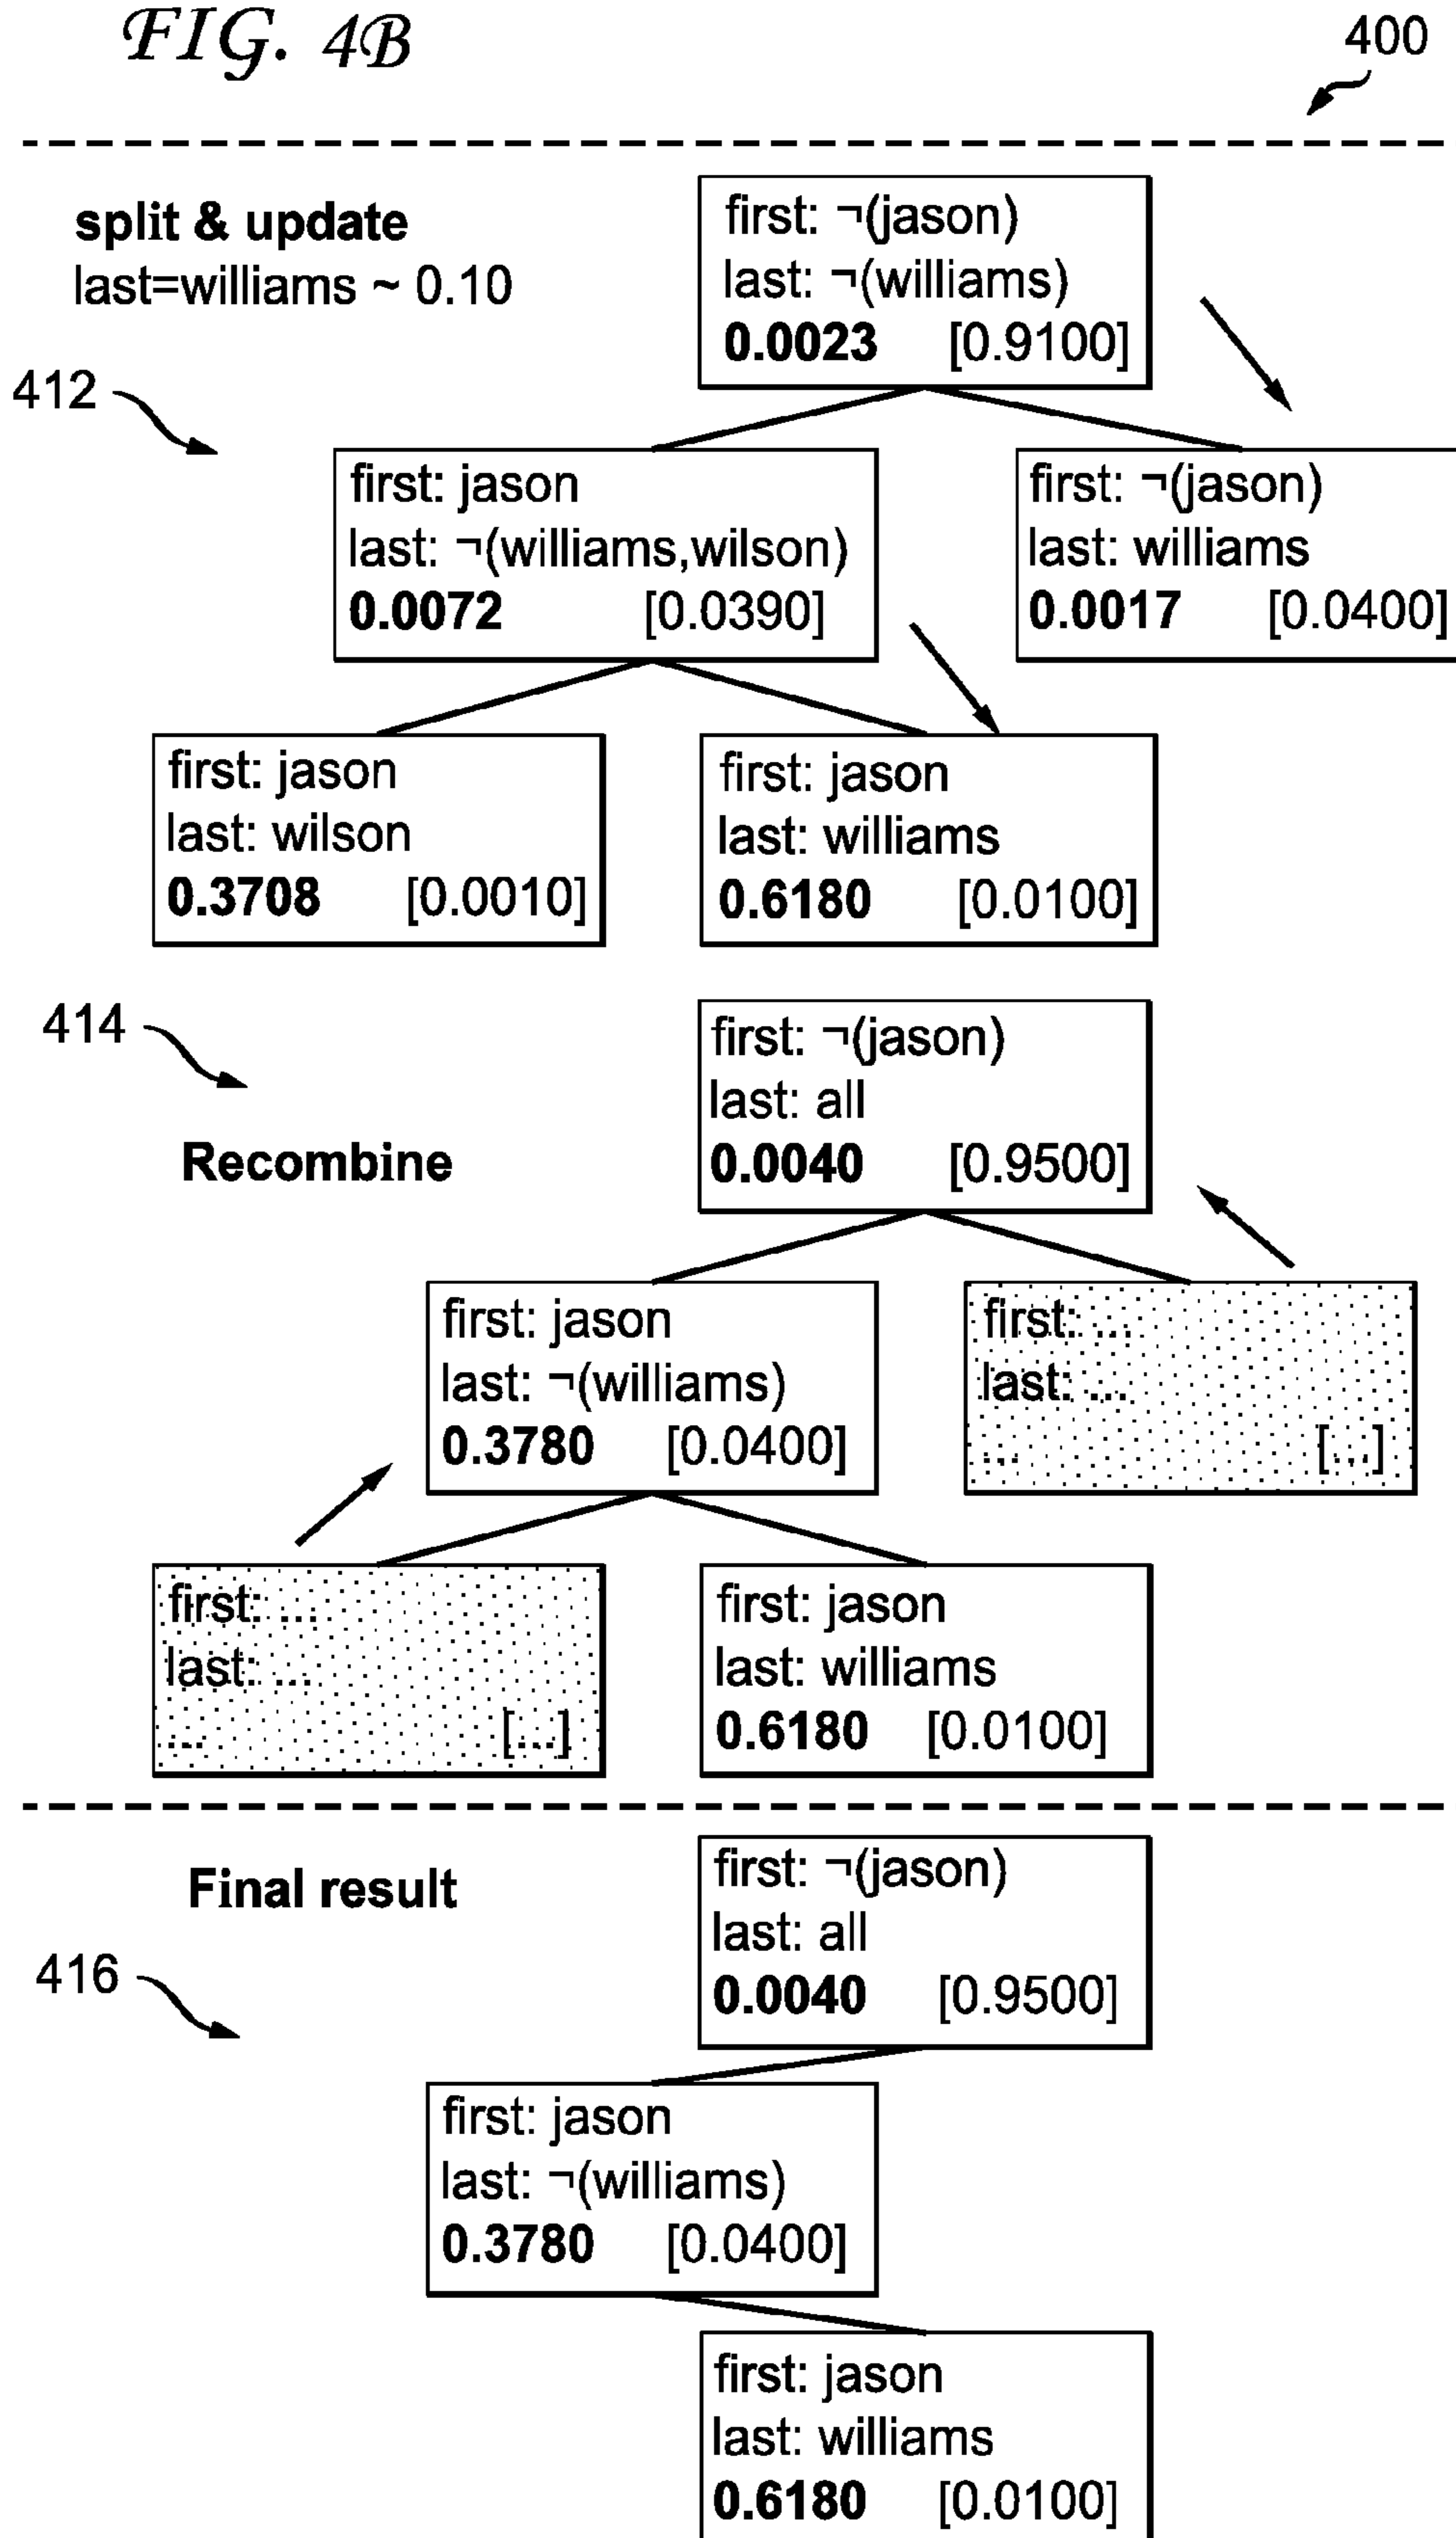 FIG. 4B
400
split & update
last=williams ~ 0.10
first: ¬(jason)
last: ¬(williams)
0.0023 [0.9100]
412
first: jason
last: ¬(williams,wilson)
0.0072 [0.0390]
first: ¬(jason)
last: williams
0.0017 [0.0400]
first: jason
last: wilson
0.3708 [0.0010]
first: jason
last: williams
0.6180 [0.0100]
414
Recombine
first: ¬(jason)
last: all
0.0040 [0.9500]
first: jason
last: ¬(williams)
0.3780 [0.0400]
first: ...
last: ...
... [...]
first: ...
last: ...
... [...]
first: jason
last: williams
0.6180 [0.0100]
Final result
416
first: ¬(jason)
last: all
0.0040 [0.9500]
first: jason
last: ¬(williams)
0.3780 [0.0400]
first: jason
last: williams
0.6180 [0.0100]